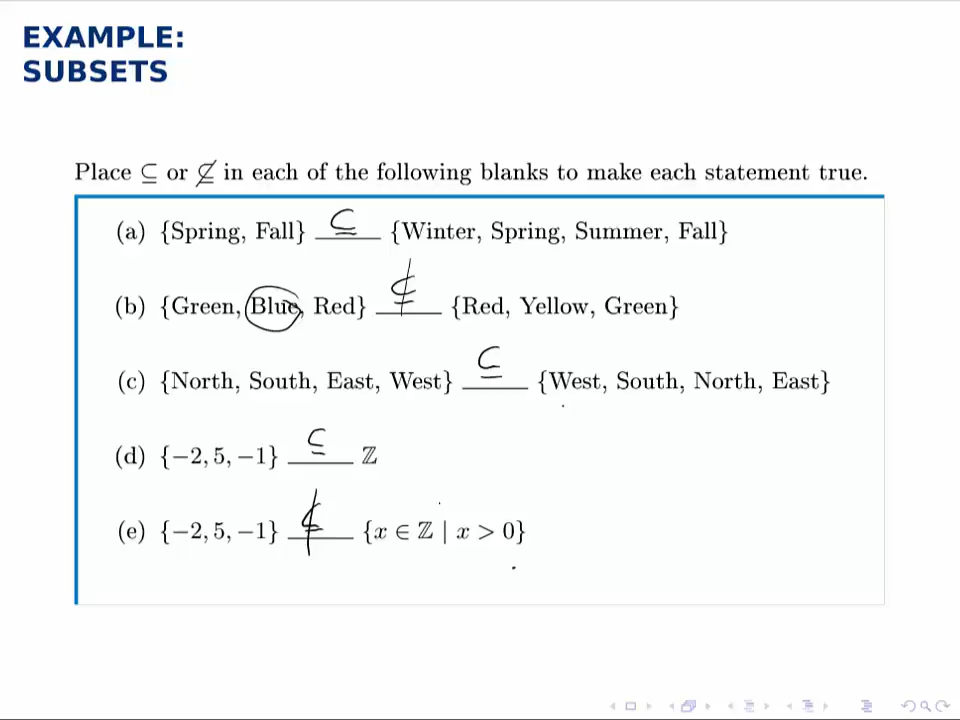 EXAMPLE:
SUBSETS
Place ⊆ or ⊈ in each of the following blanks to make each statement true.
(a) {Spring, Fall} ⊆ {Winter, Spring, Summer, Fall}
(b) {Green, Blue, Red} ⊈ {Red, Yellow, Green}
(c) {North, South, East, West} ⊆ {West, South, North, East}
(d) {−2, 5, −1} ⊆ ℤ
(e) {−2, 5, −1} ⊈ {x ∈ ℤ | x > 0}